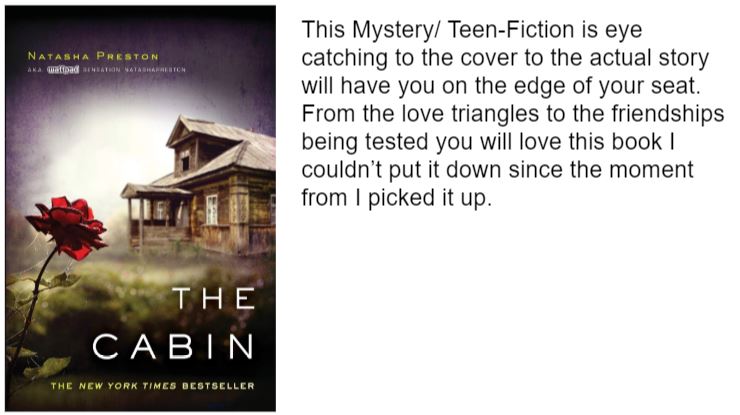 NATASHA PRESTON
A.K.A. wattpad SENSATION NATASHAPRESTON
THE
CABIN
THE NEW YORK TIMES BESTSELLER
This Mystery/ Teen-Fiction is eye
catching to the cover to the actual story
will have you on the edge of your seat.
From the love triangles to the friendships
being tested you will love this book I
couldn’t put it down since the moment
from I picked it up.